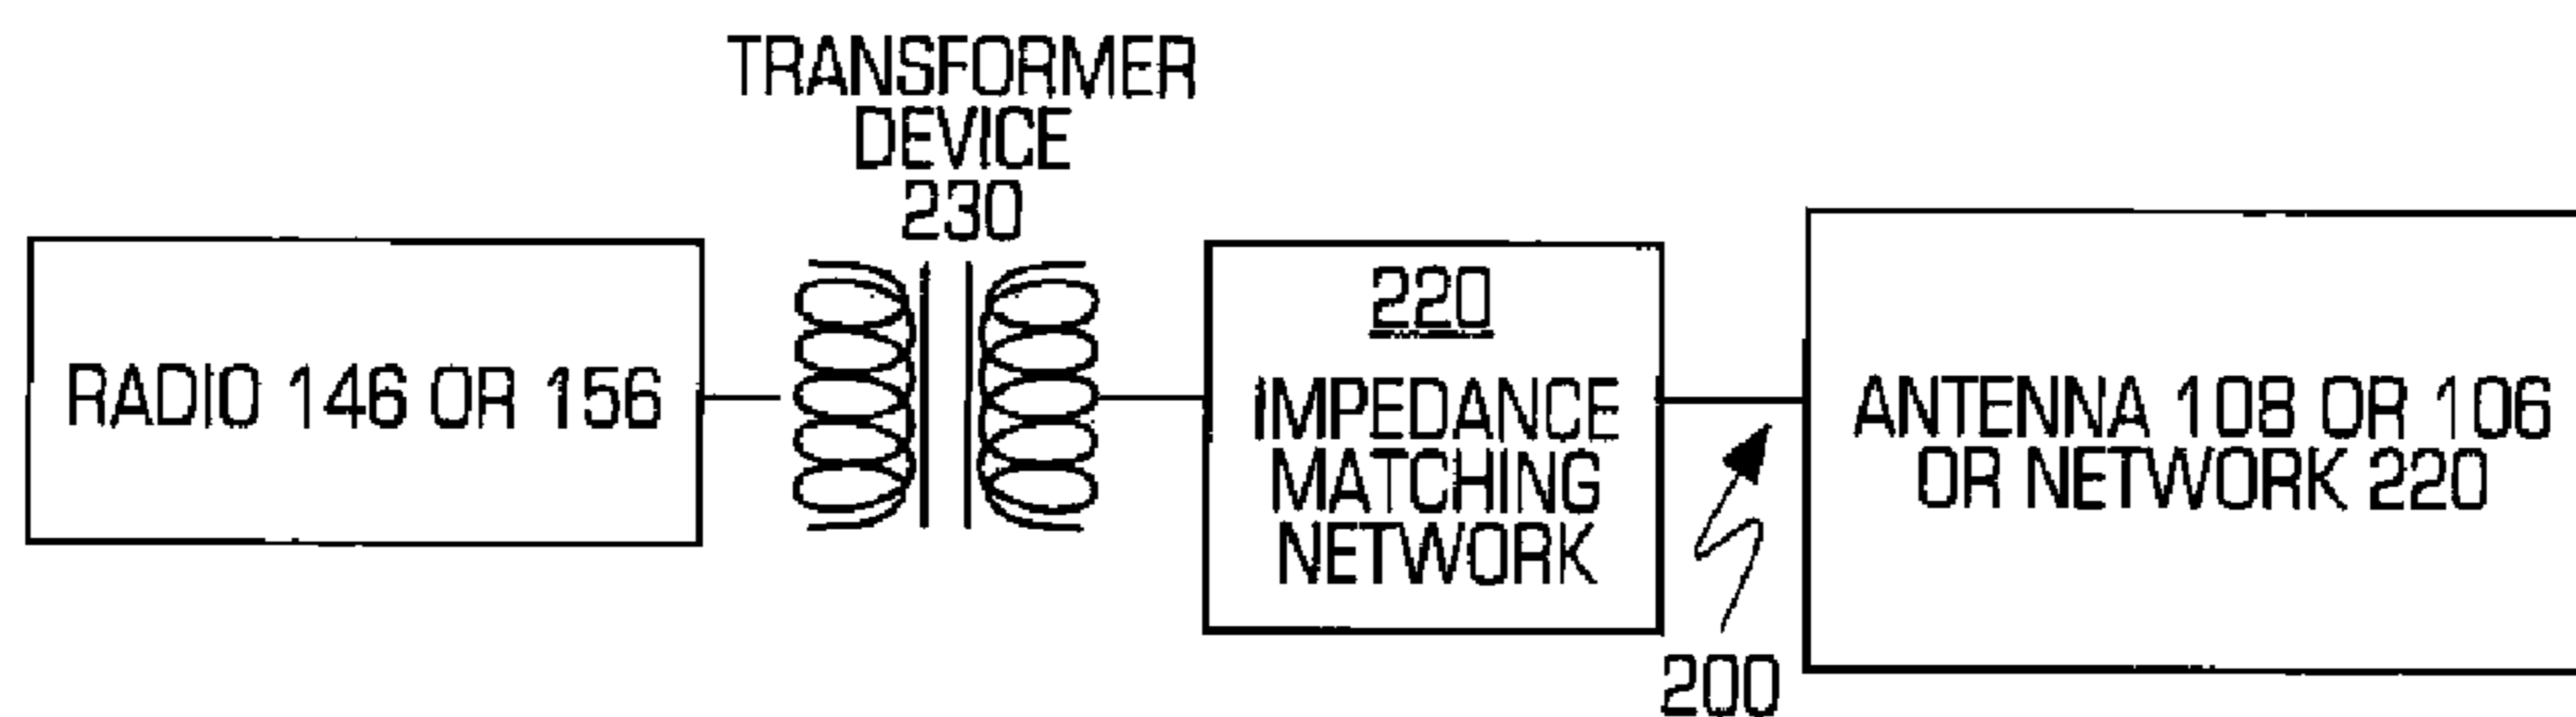 TRANSFORMER
DEVICE
230
RADIO 146 OR 156
220
IMPEDANCE
MATCHING
NETWORK
200
ANTENNA 108 OR 106
OR NETWORK 220